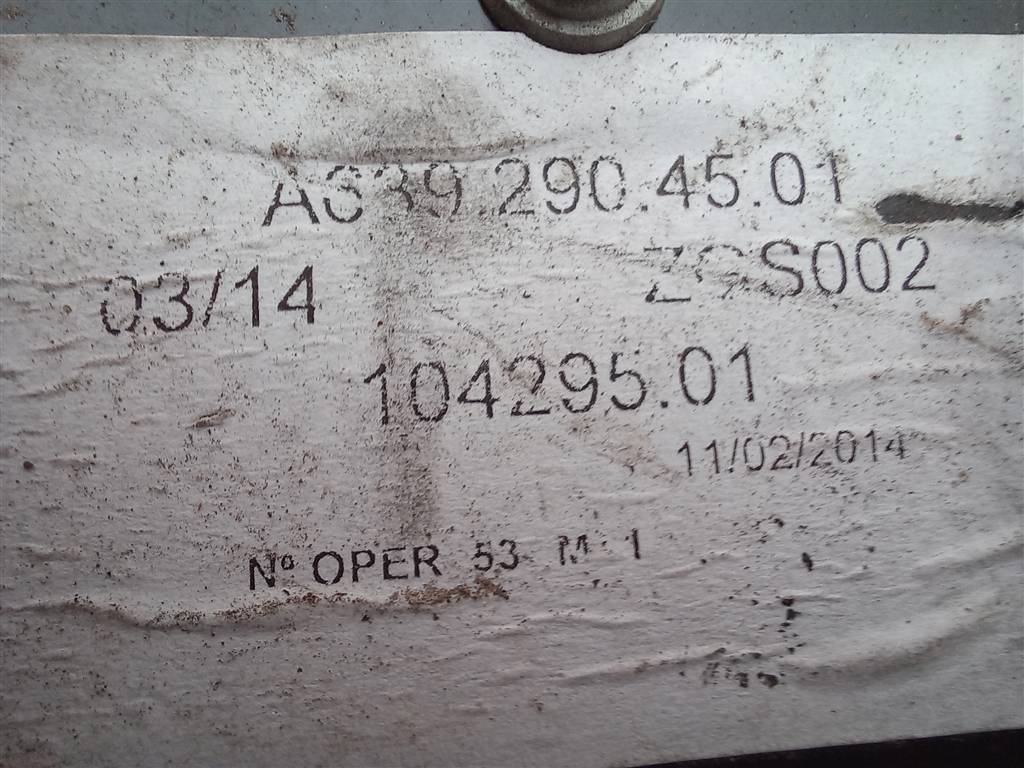 A639.290.45.01
ZGS002
03/14
104295.01
11/02/2014
Nº OPER 53 M 1